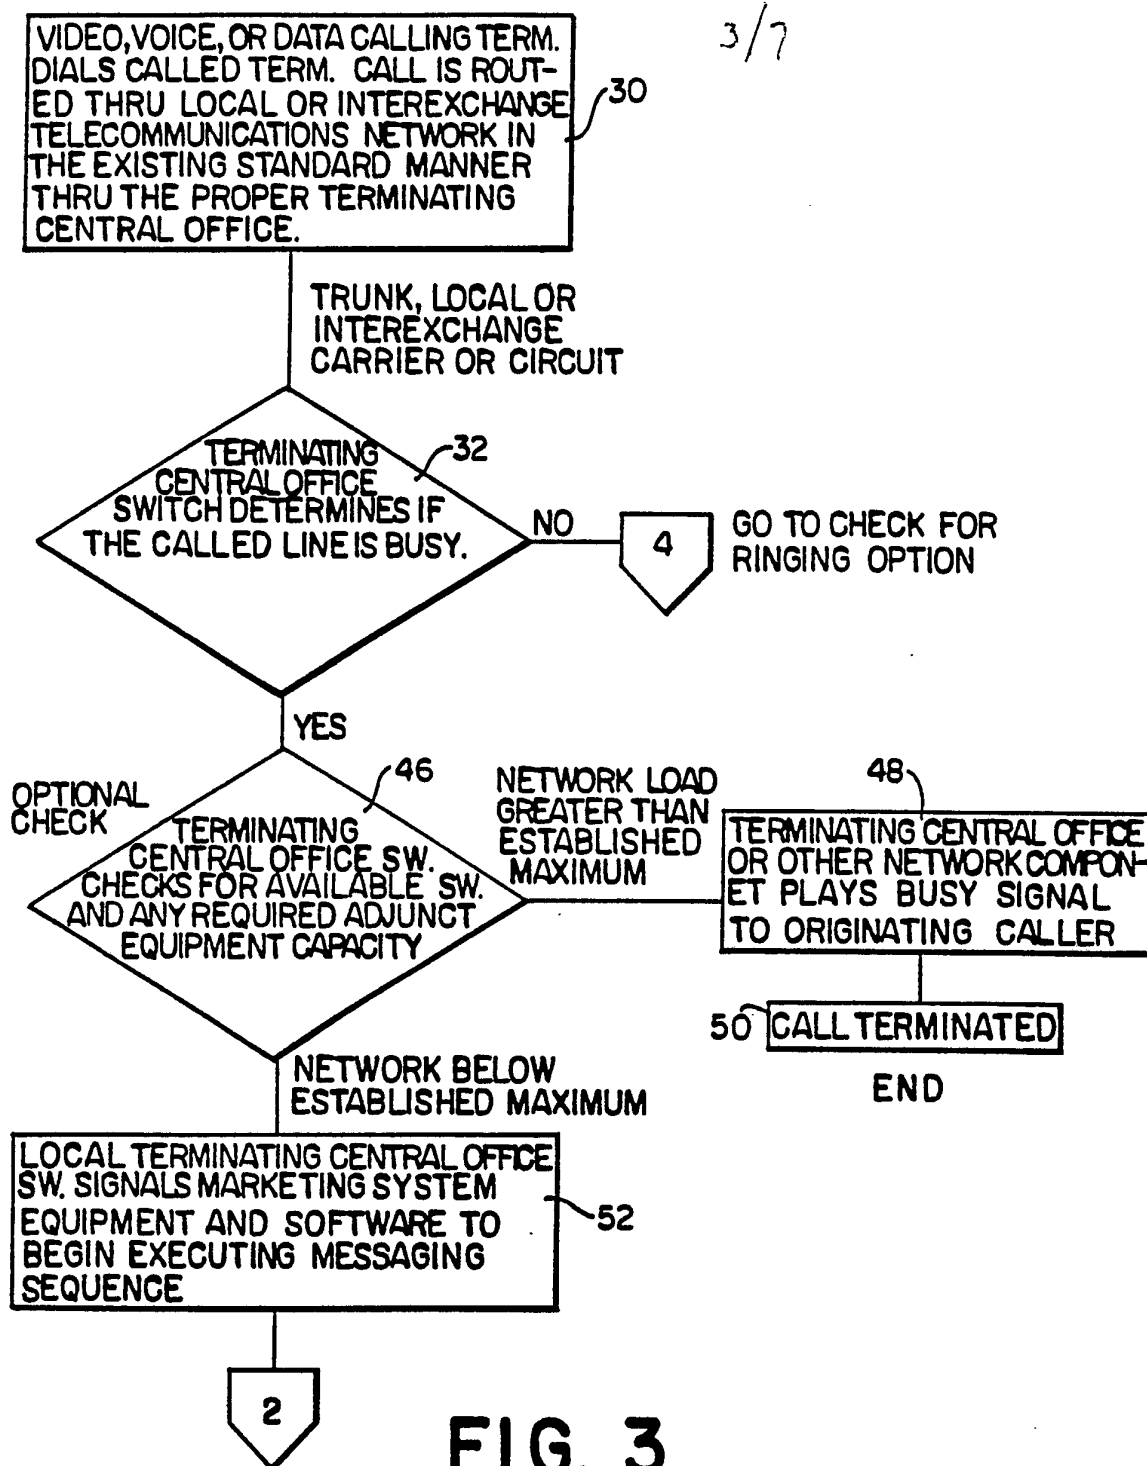 3/7
VIDEO, VOICE, OR DATA CALLING TERM.
DIALS CALLED TERM. CALL IS ROUT-
ED THRU LOCAL OR INTEREXCHANGE
TELECOMMUNICATIONS NETWORK IN
THE EXISTING STANDARD MANNER
THRU THE PROPER TERMINATING
CENTRAL OFFICE.
30
TRUNK, LOCAL OR
INTEREXCHANGE
CARRIER OR CIRCUIT
TERMINATING
CENTRAL OFFICE
SWITCH DETERMINES IF
THE CALLED LINE IS BUSY.
32
NO
4
GO TO CHECK FOR
RINGING OPTION
YES
OPTIONAL
CHECK
46
TERMINATING
CENTRAL OFFICE SW.
CHECKS FOR AVAILABLE SW.
AND ANY REQUIRED ADJUNCT
EQUIPMENT CAPACITY
NETWORK LOAD
GREATER THAN
ESTABLISHED
MAXIMUM
48
TERMINATING CENTRAL OFFICE
OR OTHER NETWORK COMPON-
ET PLAYS BUSY SIGNAL
TO ORIGINATING CALLER
50
CALL TERMINATED
END
NETWORK BELOW
ESTABLISHED MAXIMUM
LOCAL TERMINATING CENTRAL OFFICE
SW. SIGNALS MARKETING SYSTEM
EQUIPMENT AND SOFTWARE TO
BEGIN EXECUTING MESSAGING
SEQUENCE
52
2
FIG. 3